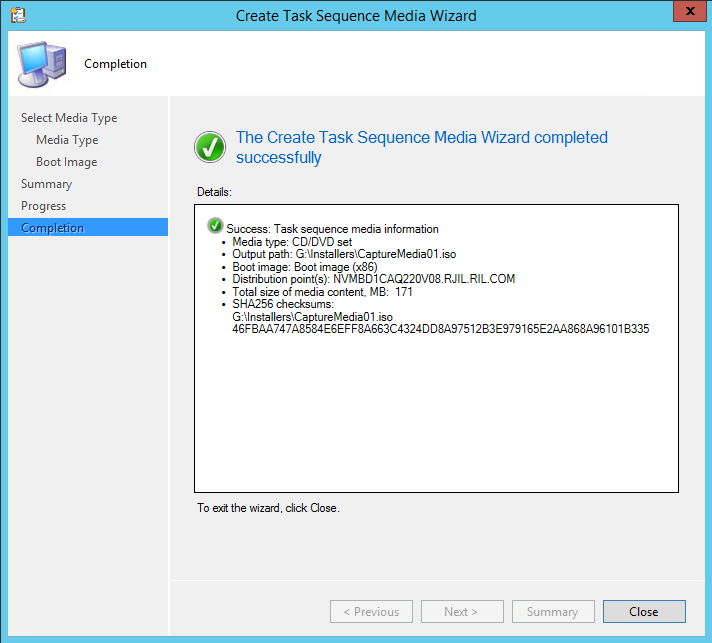 Create Task Sequence Media Wizard
x
Completion
Select Media Type
Media Type
Boot Image
Summary
Progress
Completion
The Create Task Sequence Media Wizard completed
successfully
Details:
Success: Task sequence media information
• Media type: CD/DVD set
• Output path: G:\Installers\CaptureMedia01.iso
• Boot image: Boot image (x86)
• Distribution point(s): NVMBD1CAQ220V08.RJIL.RIL.COM
• Total size of media content, MB:  171
• SHA256 checksums:
G:\Installers\CaptureMedia01.iso
46FBAA747A8584E6EFF8A663C4324DD8A97512B3E979165E2AA868A96101B335
To exit the wizard, click Close.
< Previous
Next >
Summary
Close